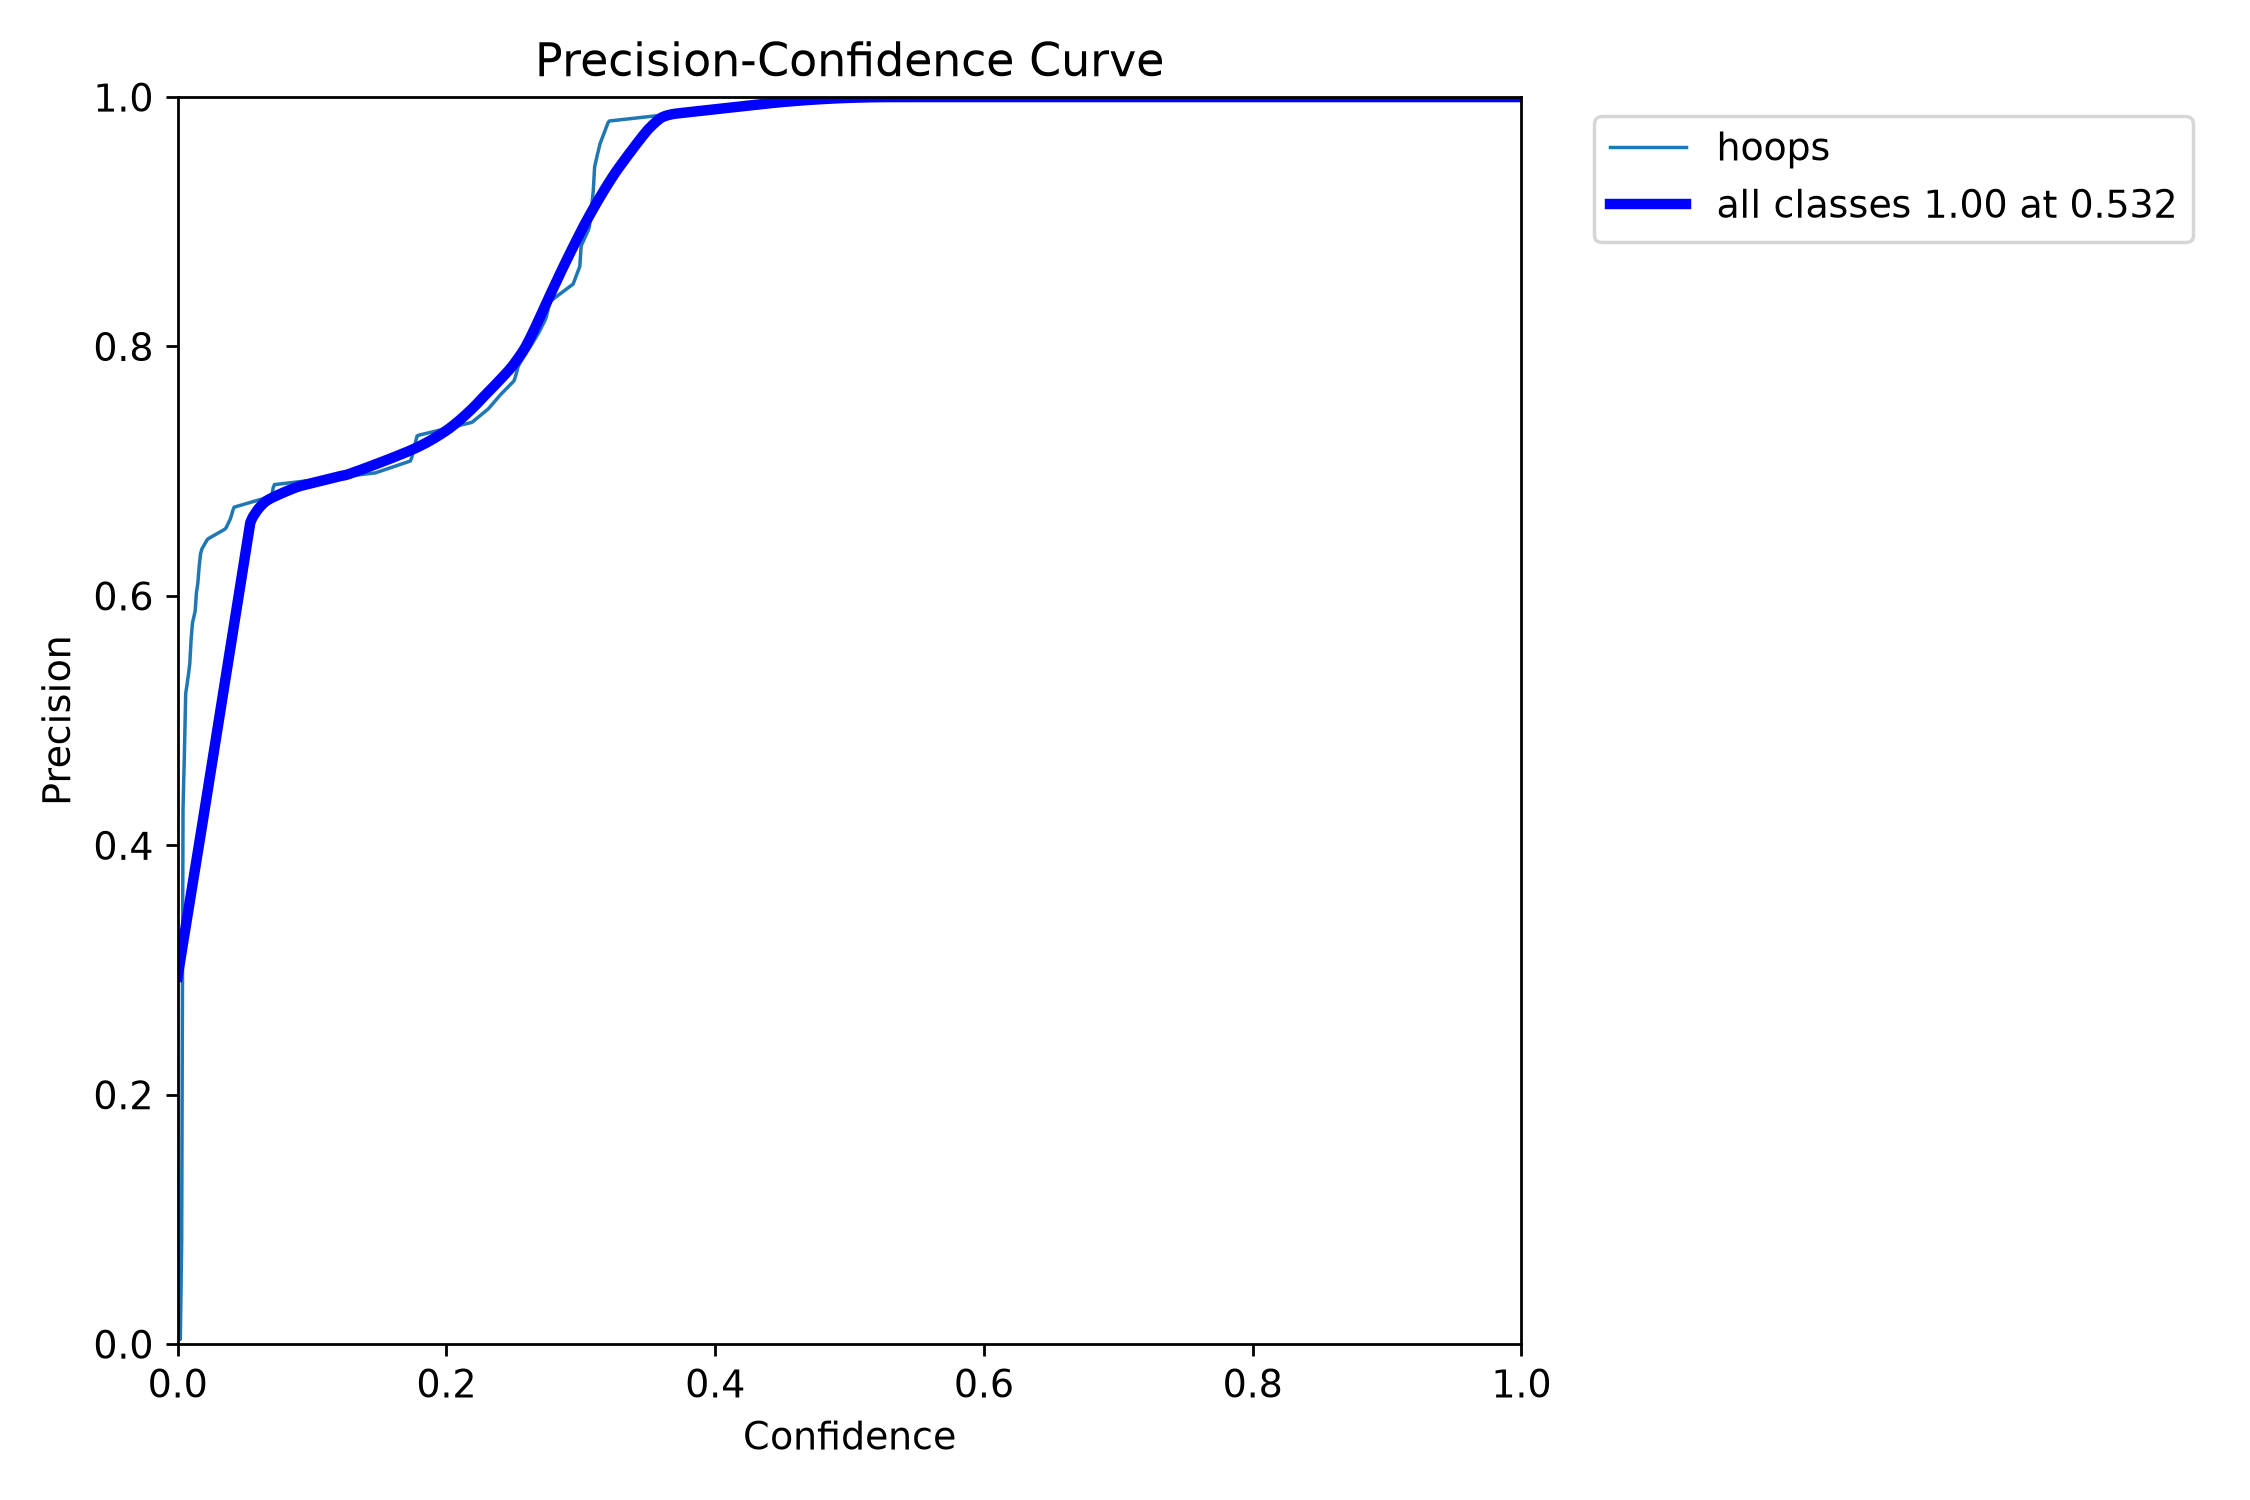 Precision-Confidence Curve
1.0
0.8
0.6
0.4
0.2
0.0
Precision
0.0 0.2 0.4 0.6 0.8 1.0
Confidence
hoops
all classes 1.00 at 0.532